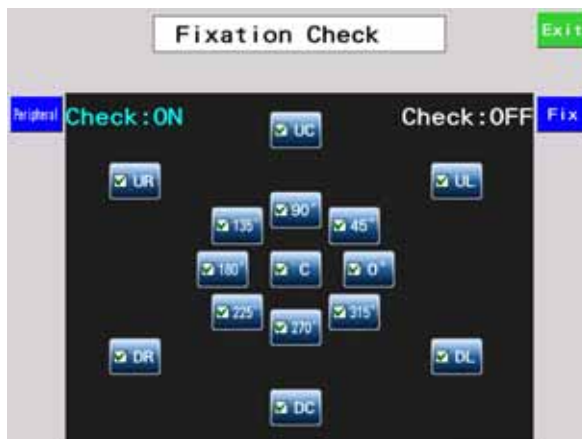 Fixation Check
Exit
Peripheral
Check:ON
Check:OFF
Fix
UC
UR
UL
90°
135
45°
180°
C
0°
225
315°
270°
DR
DL
DC